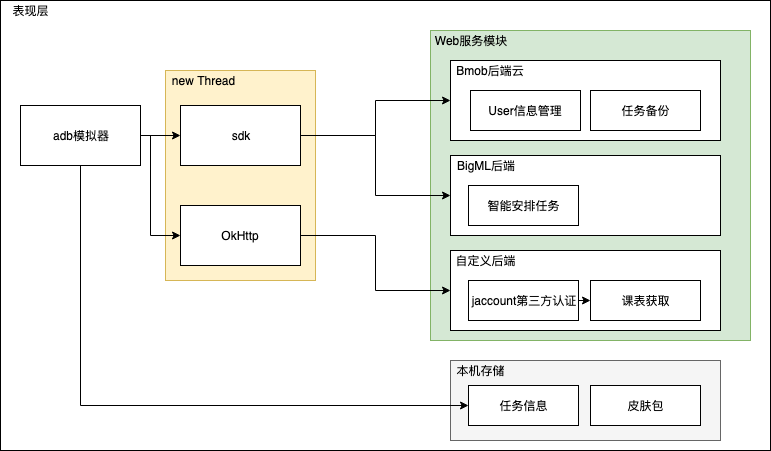 表现层
Web服务模块
new Thread
Bmob后端云
User信息管理
任务备份
adb模拟器
sdk
BigML后端
智能安排任务
OkHttp
自定义后端
jaccount第三方认证
课表获取
本机存储
任务信息
皮肤包